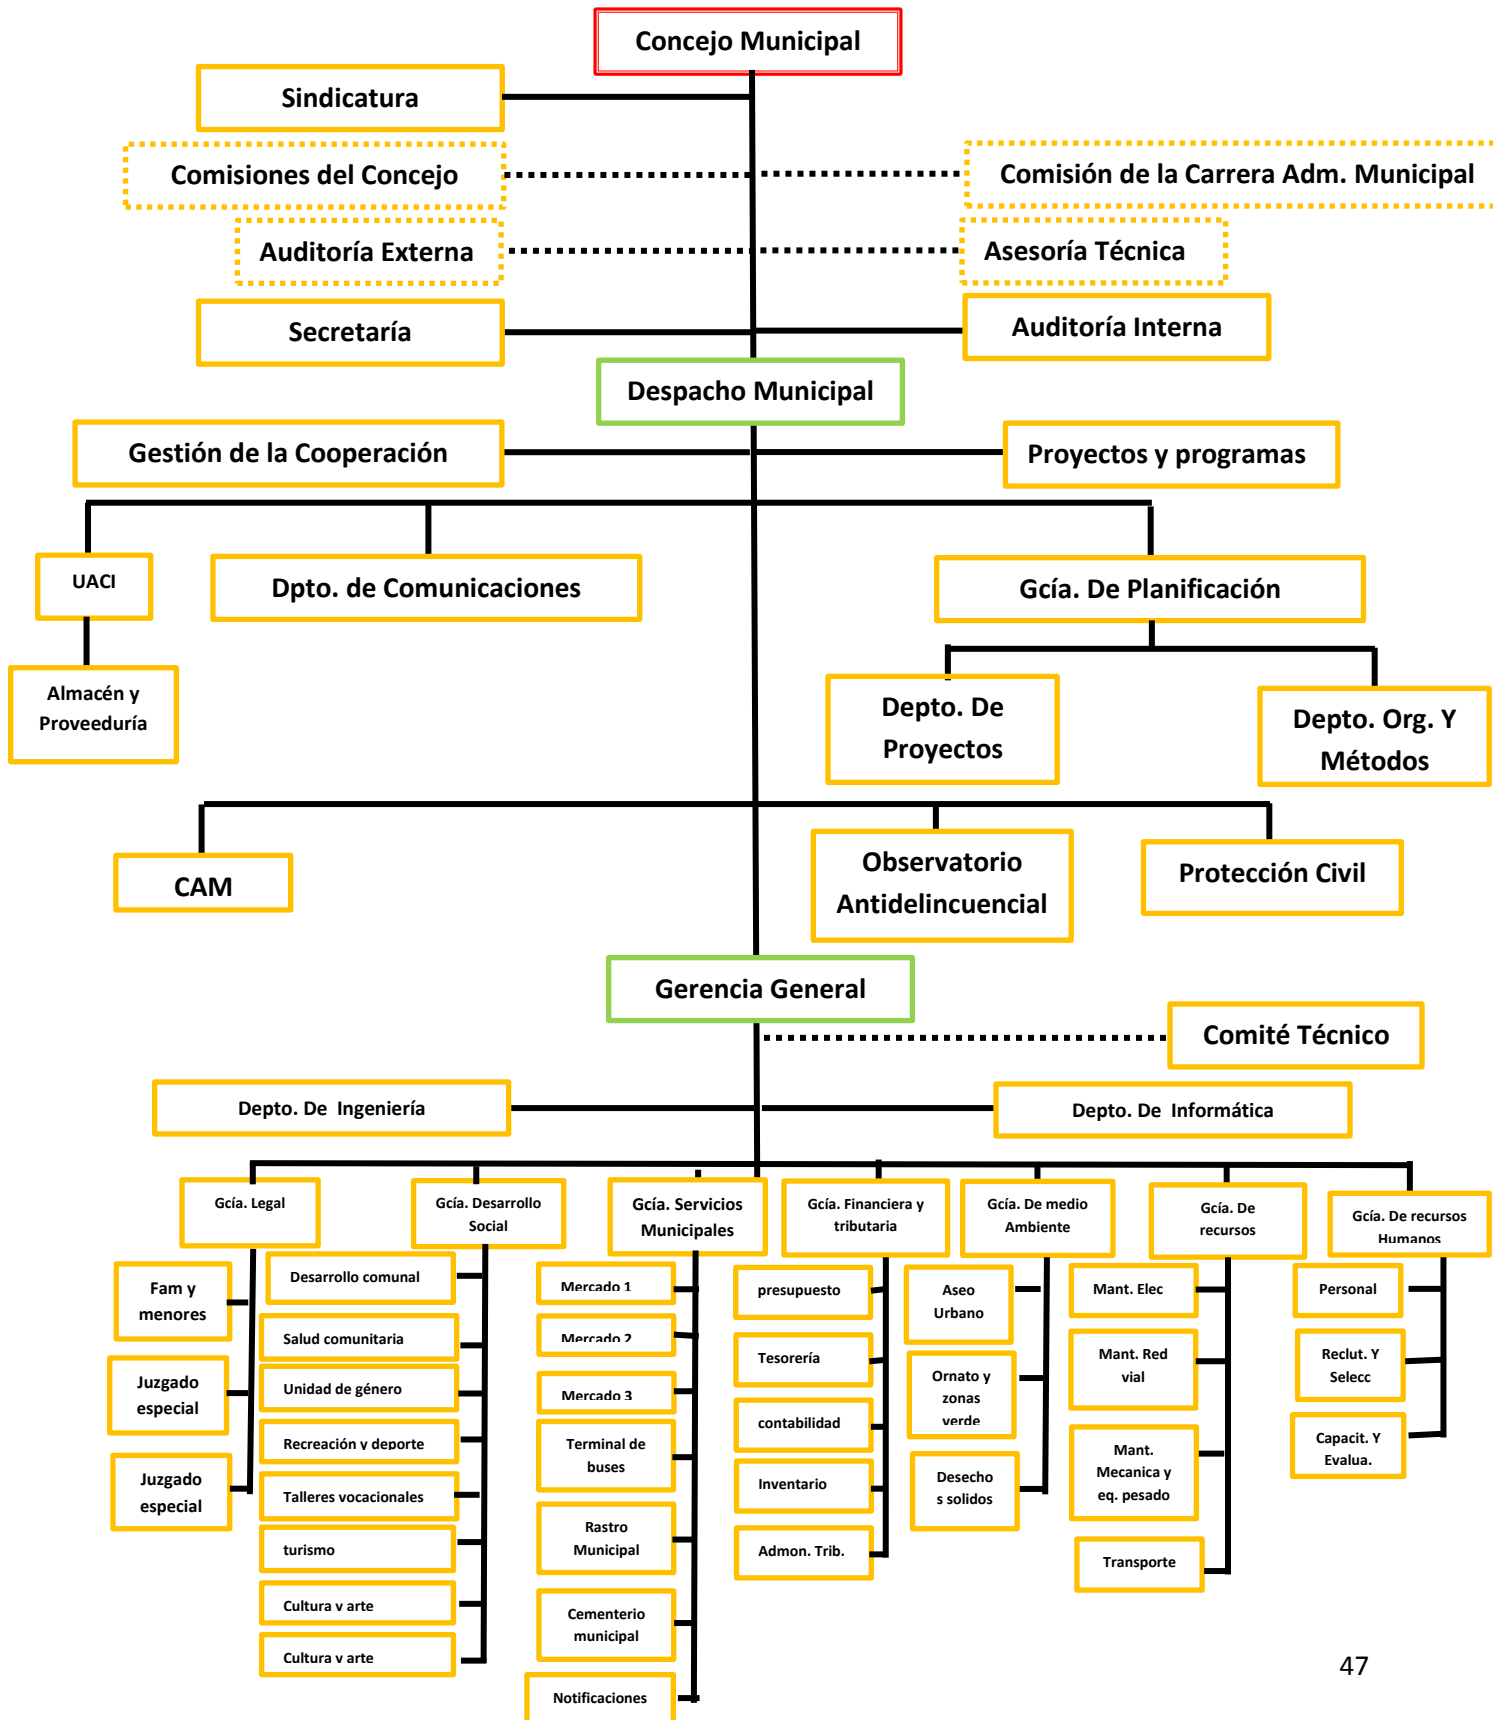 Concejo Municipal
Sindicatura
Comisiones del Concejo
Comisión de la Carrera Adm. Municipal
Auditoría Externa
Asesoría Técnica
Secretaría
Auditoría Interna
Despacho Municipal
Gestión de la Cooperación
Proyectos y programas
UACI
Dpto. de Comunicaciones
Gcía. De Planificación
Almacén y
Proveeduría
Depto. De
Proyectos
Depto. Org. Y
Métodos
CAM
Observatorio
Antidelincuencial
Protección Civil
Gerencia General
Comité Técnico
Depto. De Ingeniería
Depto. De Informática
Gcía. Legal
Gcía. Desarrollo
Social
Gcía. Servicios
Municipales
Gcía. Financiera y
tributaria
Gcía. De medio
Ambiente
Gcía. De
recursos
Gcía. De recursos
Humanos
Fam y
menores
Juzgado
especial
Juzgado
especial
Desarrollo comunal
Salud comunitaria
Unidad de género
Recreación y deporte
Talleres vocacionales
turismo
Cultura y arte
Cultura y arte
Mercado 1
Mercado 2
Mercado 3
Terminal de
buses
Rastro
Municipal
Cementerio
municipal
Notificaciones
presupuesto
Tesorería
contabilidad
Inventario
Admon. Trib.
Aseo
Urbano
Ornato y
zonas
verde
Desecho
s solidos
Mant. Elec
Mant. Red
vial
Mant.
Mecanica y
eq. pesado
Transporte
Personal
Reclut. Y
Selecc
Capacit. Y
Evalua.
47